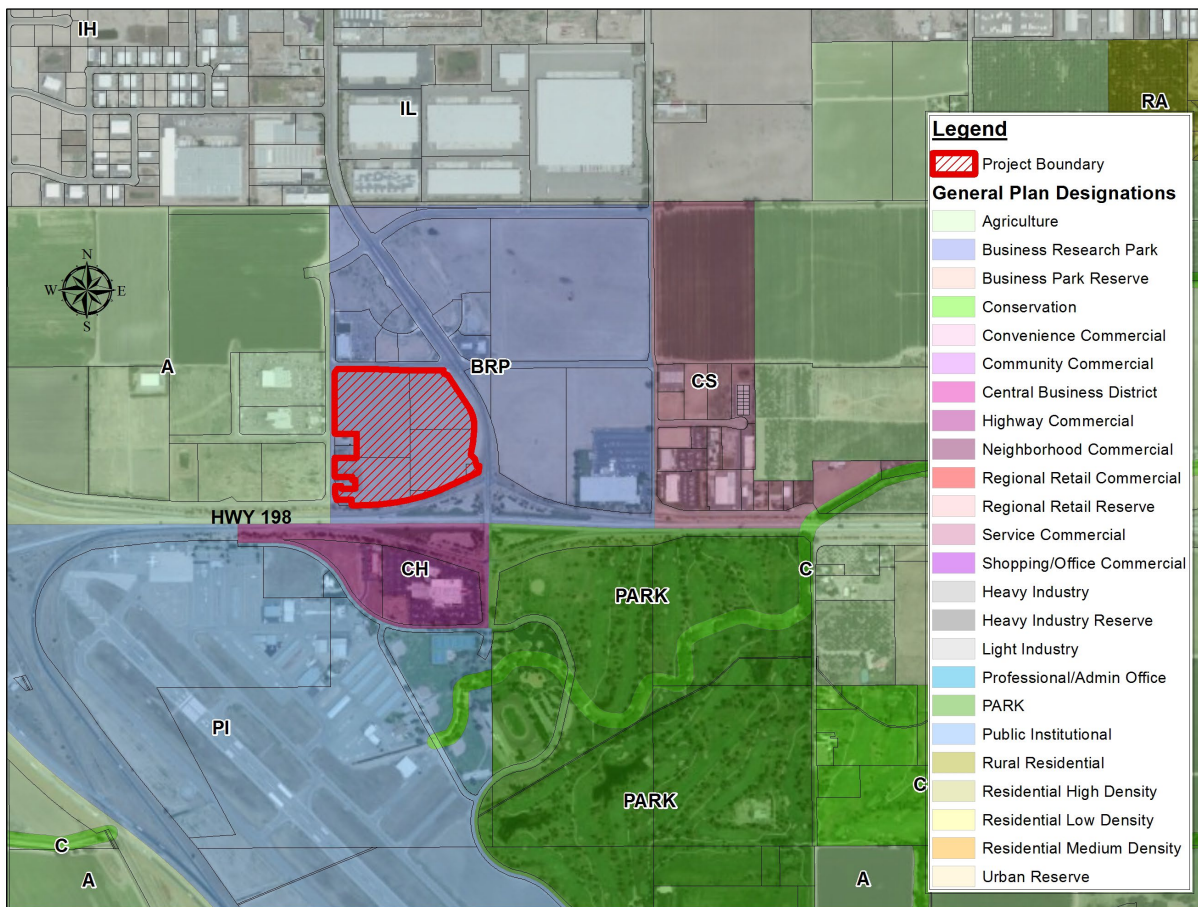 IH
IL
RA
N
W
E
S
A
BRP
CS
HWY 198
CH
PARK
C
PI
PARK
C
C
A
A
Legend
Project Boundary
General Plan Designations
Agriculture
Business Research Park
Business Park Reserve
Conservation
Convenience Commercial
Community Commercial
Central Business District
Highway Commercial
Neighborhood Commercial
Regional Retail Commercial
Regional Retail Reserve
Service Commercial
Shopping/Office Commercial
Heavy Industry
Heavy Industry Reserve
Light Industry
Professional/Admin Office
PARK
Public Institutional
Rural Residential
Residential High Density
Residential Low Density
Residential Medium Density
Urban Reserve